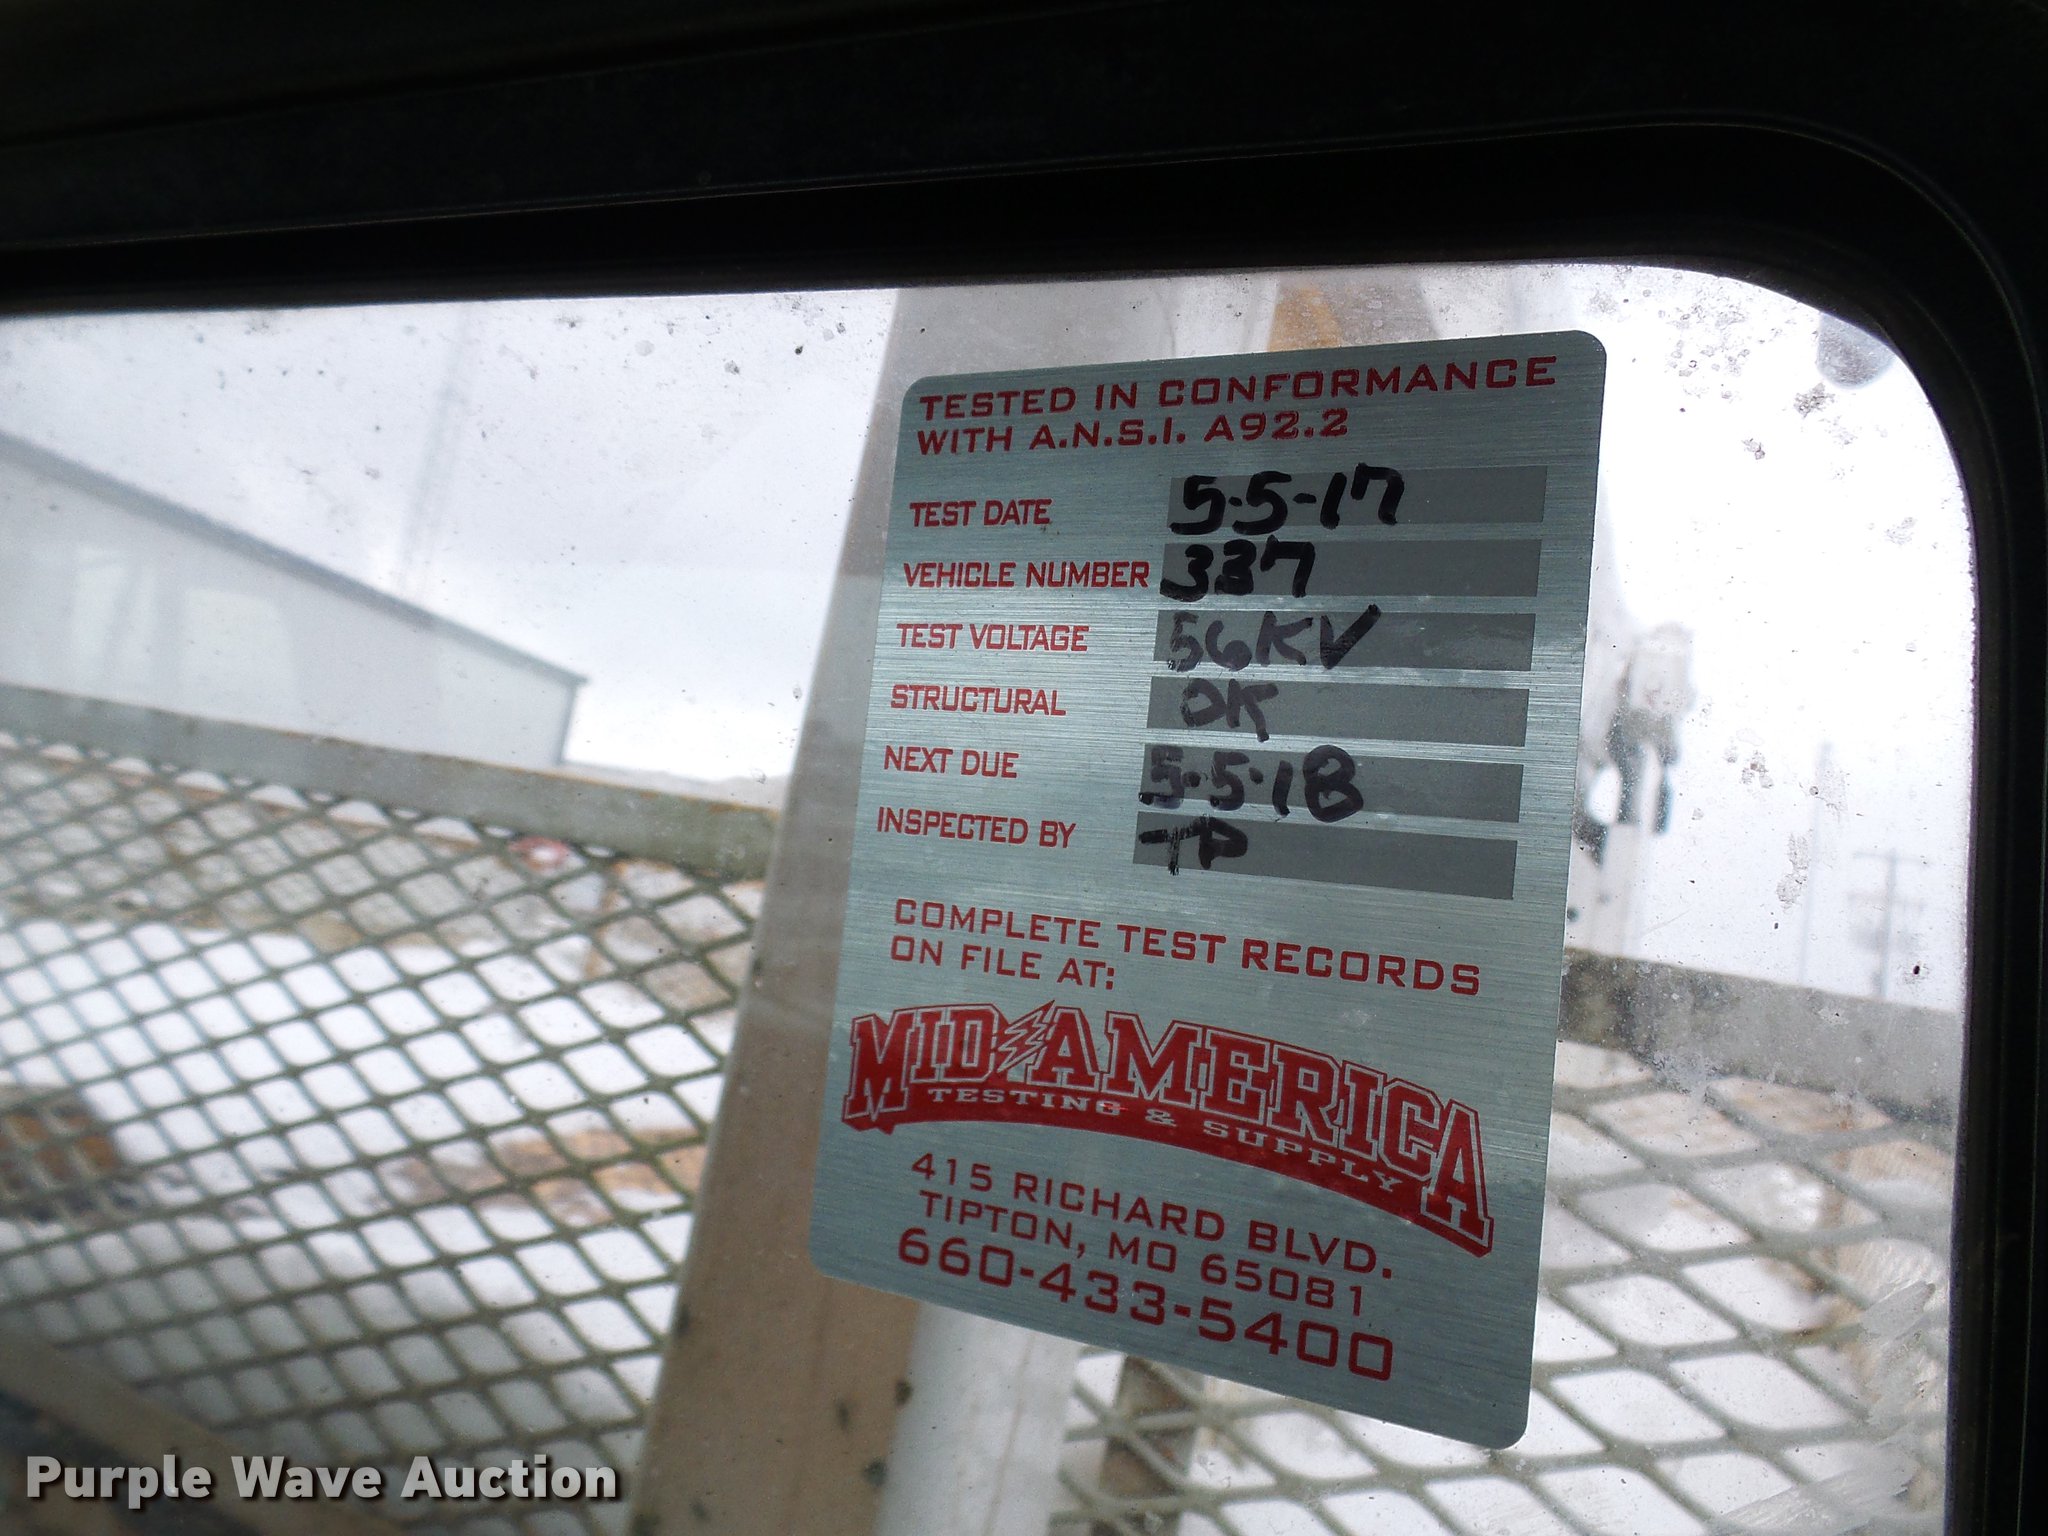 TESTED IN CONFORMANCE
WITH A.N.S.I. A92.2
TEST DATE 5-5-17
VEHICLE NUMBER 337
TEST VOLTAGE 56KV
STRUCTURAL OK
NEXT DUE 5-5-18
INSPECTED BY TP
COMPLETE TEST RECORDS
ON FILE AT:
MID AMERICA
TESTING & SUPPLY
415 RICHARD BLVD.
TIPTON, MO 65081
660-433-5400
Purple Wave Auction